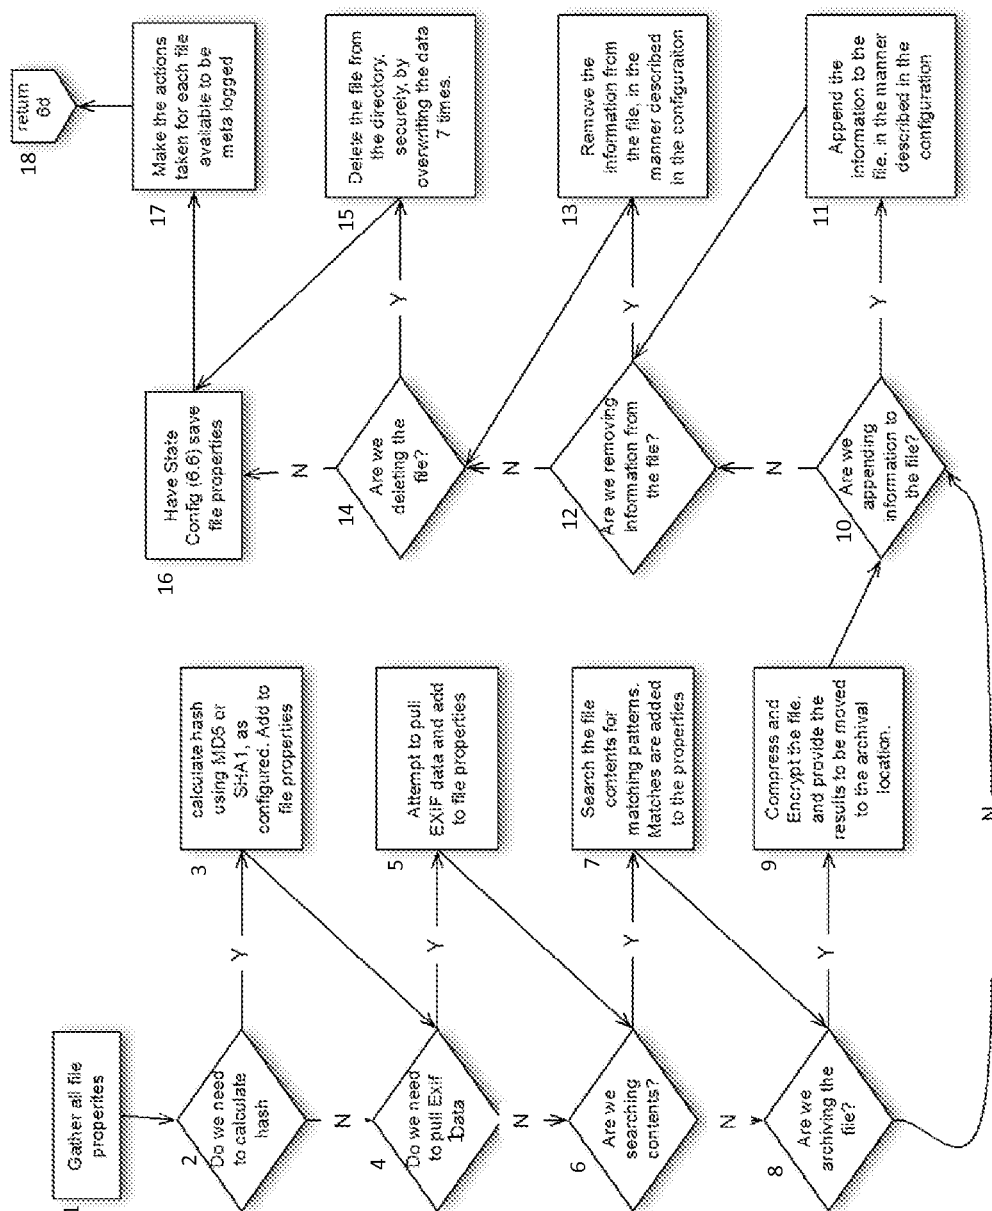 1
Gather all file
properites
2
Do we need
to calculate
hash
Y
N
3
calculate hash
using MD5 or
SHA1, as
configured. Add to
file properties
4
Do we need
to pull Exif
Data
Y
N
5
Attempt to pull
EXIF data and add
to file properties
6
Are we
searching
contents?
Y
N
7
Search the file
contents for
matching patterns.
Matches are added
to the properties
8
Are we
archiving the
file?
Y
N
9
Compress and
Encrypt the file,
and provide the
results to be moved
to the archival
location.
10
Are we
appending
information to
the file?
Y
N
11
Append the
information to the
file, in the manner
described in the
configuration
12
Are we removing
information from
the file?
Y
N
13
Remove the
information from
the file, in the
manner described
in the configuration
14
Are we
deleting the
file?
Y
N
15
Delete the file from
the directory,
securely, by
overwriting the data
7 times.
16
Have State
Config (6.6) save
file properties
17
Make the actions
taken for each file
available to be
meta logged
18
return
6d